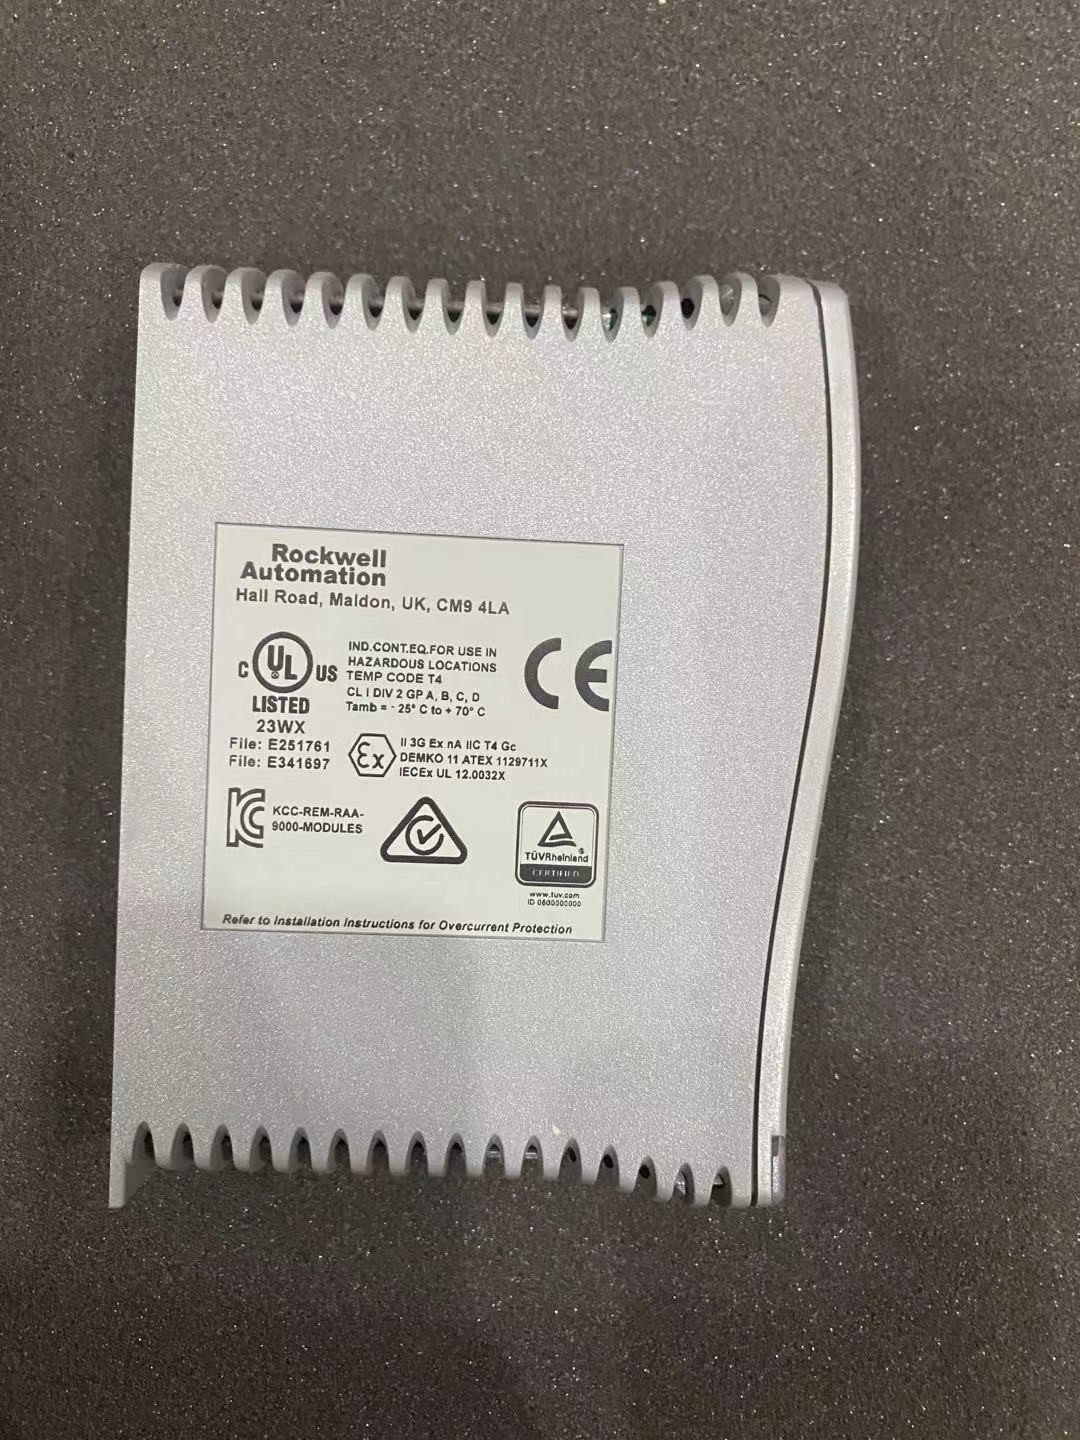 Rockwell
Automation
Hall Road, Maldon, UK, CM9 4LA
C UL US
LISTED
23WX
File: E251761
File: E341697
IND.CONT.EQ.FOR USE IN
HAZARDOUS LOCATIONS
TEMP CODE T4
CL I DIV 2 GP A, B, C, D
Tamb = - 25° C to + 70° C
CE
Ex
II 3G Ex nA IIC T4 Gc
DEMKO 11 ATEX 1129711X
IECEx UL 12.0032X
KC
KCC-REM-RAA-
9000-MODULES
TÜVRheinland®
CERTIFIED
www.tuv.com
ID 0600000000
Refer to Installation Instructions for Overcurrent Protection